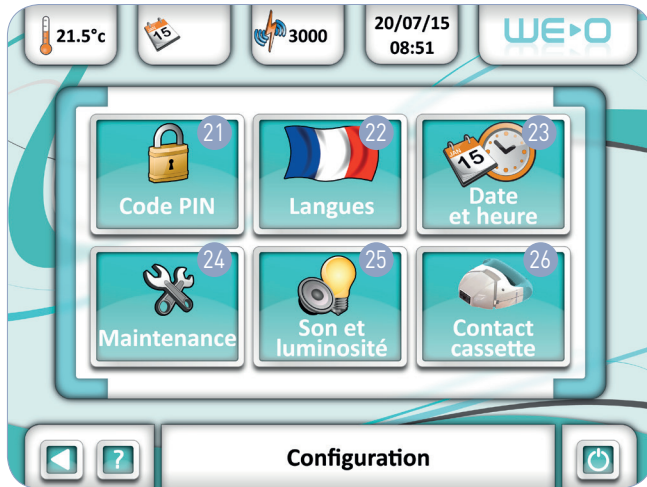 21.5°c
15
3000
20/07/15
08:51
WE O
21
Code PIN
22
Langues
23
JAN
15
Date
et heure
24
Maintenance
25
Son et
luminosité
26
Contact
cassette
?
Configuration